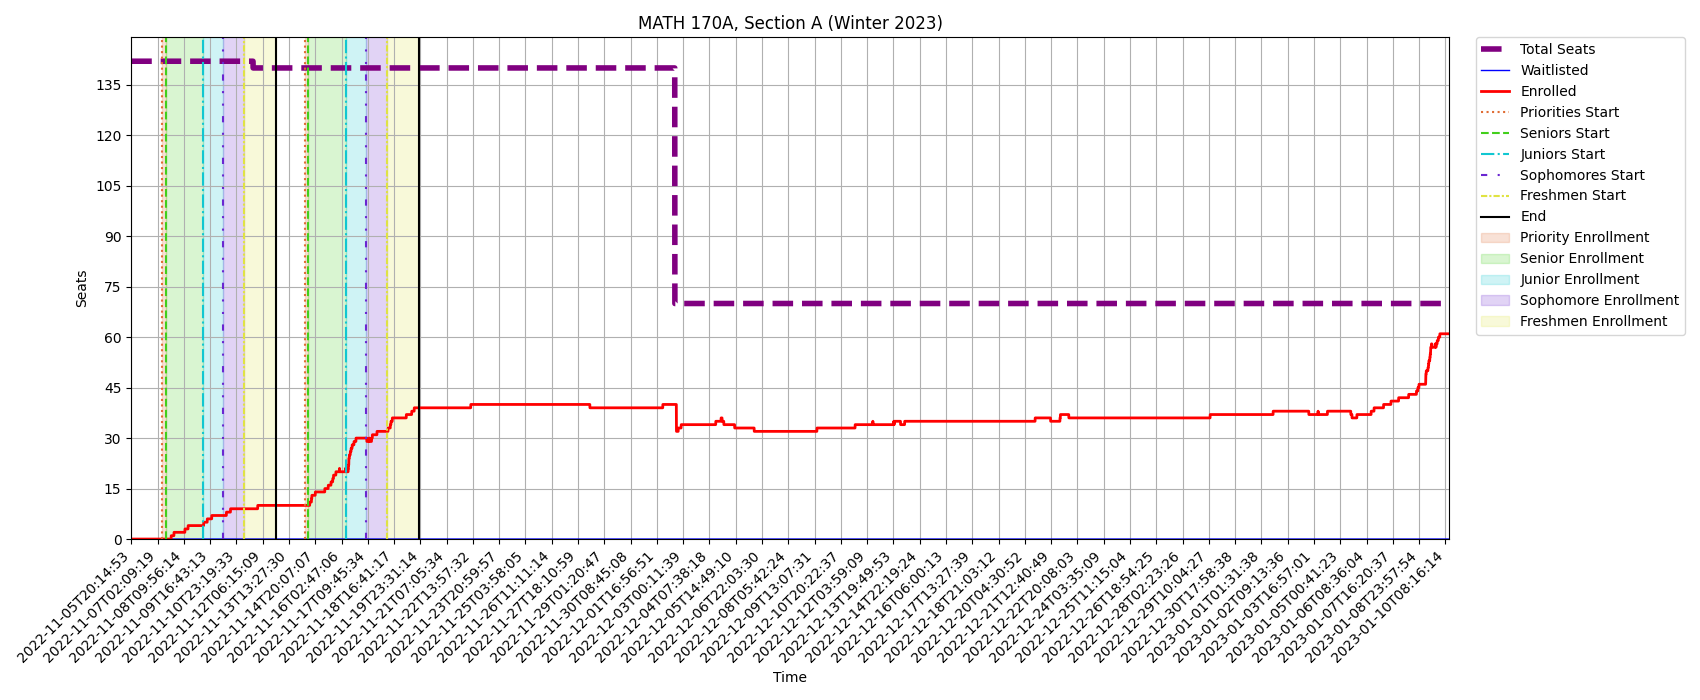 MATH 170A, Section A (Winter 2023)
Seats
135
120
105
90
75
60
45
30
15
0
2022-11-05T20:14:53
2022-11-07T02:09:19
2022-11-08T09:56:14
2022-11-09T16:43:13
2022-11-10T23:19:33
2022-11-12T06:15:09
2022-11-13T13:27:30
2022-11-14T20:07:07
2022-11-16T02:47:06
2022-11-17T09:45:34
2022-11-18T16:41:17
2022-11-19T23:31:14
2022-11-21T07:05:34
2022-11-22T13:57:32
2022-11-23T20:59:57
2022-11-25T03:58:05
2022-11-26T11:11:14
2022-11-27T18:10:59
2022-11-29T01:20:47
2022-11-30T08:45:08
2022-12-01T16:56:51
2022-12-03T00:11:39
2022-12-04T07:38:18
2022-12-05T14:49:10
2022-12-06T22:03:30
2022-12-08T05:42:24
2022-12-09T13:07:31
2022-12-10T20:22:37
2022-12-12T03:59:09
2022-12-13T10:49:53
2022-12-14T22:19:24
2022-12-16T06:00:13
2022-12-17T13:27:39
2022-12-18T21:03:12
2022-12-20T04:30:52
2022-12-21T12:40:49
2022-12-22T20:08:03
2022-12-24T03:35:09
2022-12-25T11:15:04
2022-12-26T18:54:25
2022-12-28T02:23:26
2022-12-29T10:04:27
2022-12-30T17:58:38
2023-01-01T01:31:38
2023-01-02T09:13:36
2023-01-03T16:57:01
2023-01-05T00:41:23
2023-01-06T08:36:04
2023-01-07T16:20:37
2023-01-08T23:57:54
2023-01-10T08:16:14
Time
Total Seats
Waitlisted
Enrolled
Priorities Start
Seniors Start
Juniors Start
Sophomores Start
Freshmen Start
End
Priority Enrollment
Senior Enrollment
Junior Enrollment
Sophomore Enrollment
Freshmen Enrollment